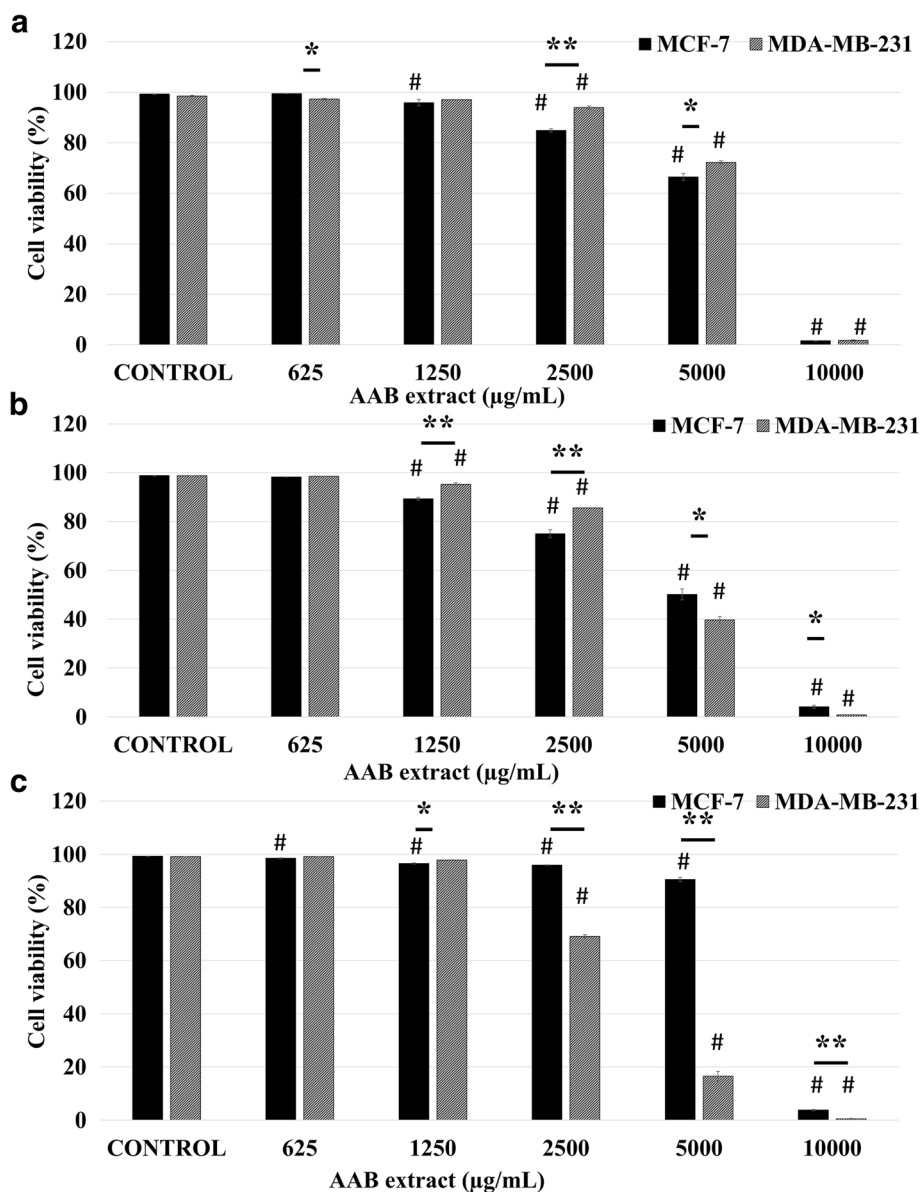 a
MCF-7 MDA-MB-231
120
100
80
60
40
20
0
Cell viability (%)
* # ** # # * # # # #
CONTROL 625 1250 2500 5000 10000
AAB extract (µg/mL)
b
MCF-7 MDA-MB-231
120
100
80
60
40
20
0
Cell viability (%)
** # # ** # # * # # * # #
CONTROL 625 1250 2500 5000 10000
AAB extract (µg/mL)
c
MCF-7 MDA-MB-231
120
100
80
60
40
20
0
Cell viability (%)
# * # ** # # ** # # ** # #
CONTROL 625 1250 2500 5000 10000
AAB extract (µg/mL)